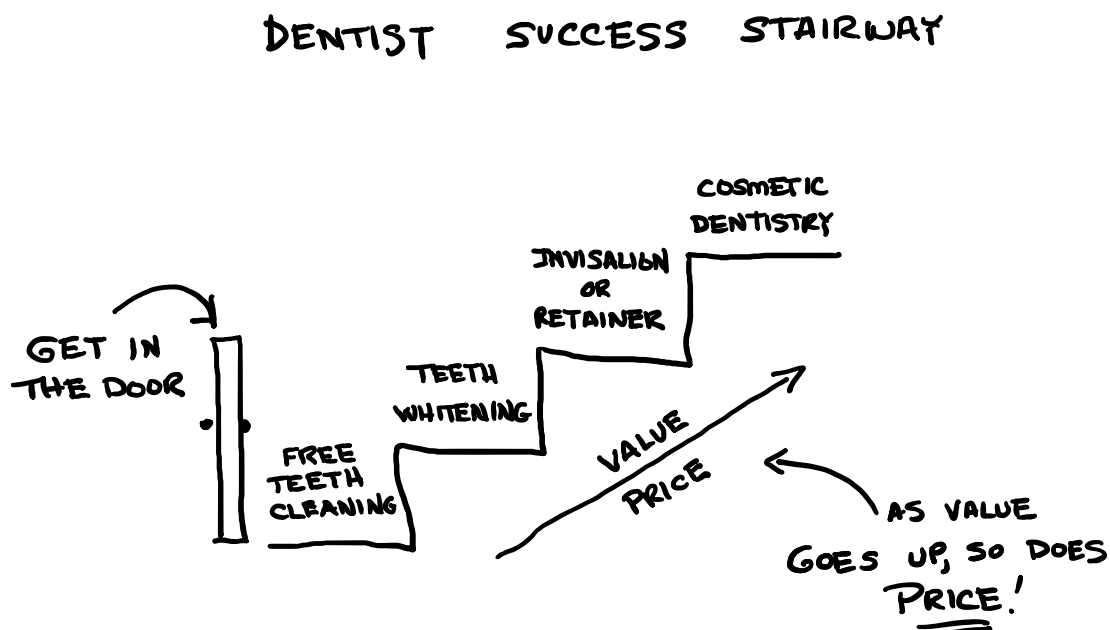 DENTIST SUCCESS STAIRWAY
COSMETIC
DENTISTRY
INVISALIGN
OR
RETAINER
GET IN
THE DOOR
TEETH
WHITENING
FREE
TEETH
CLEANING
VALUE
PRICE
AS VALUE
GOES UP, SO DOES
PRICE!